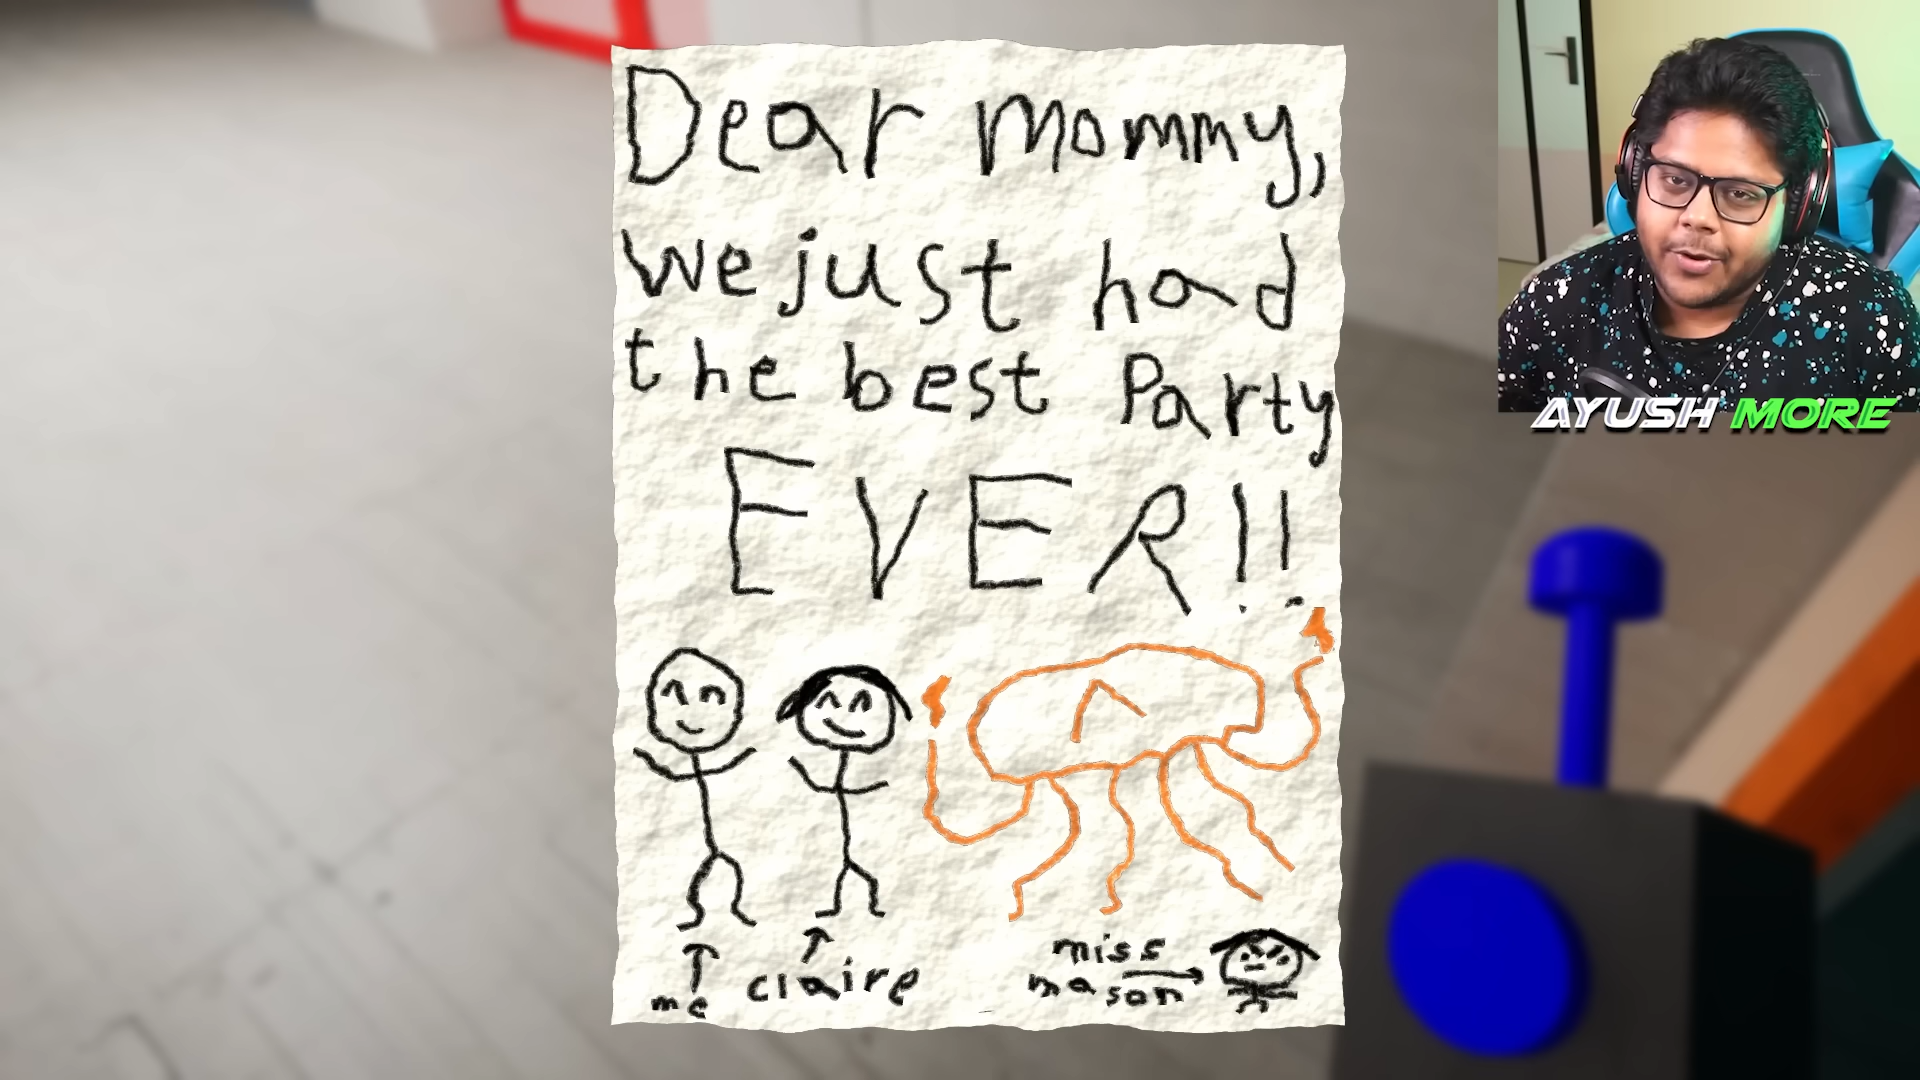 Dear mommy,
we just had
the best Party
EVER!!
me
claire
miss
mason
AYUSH MORE